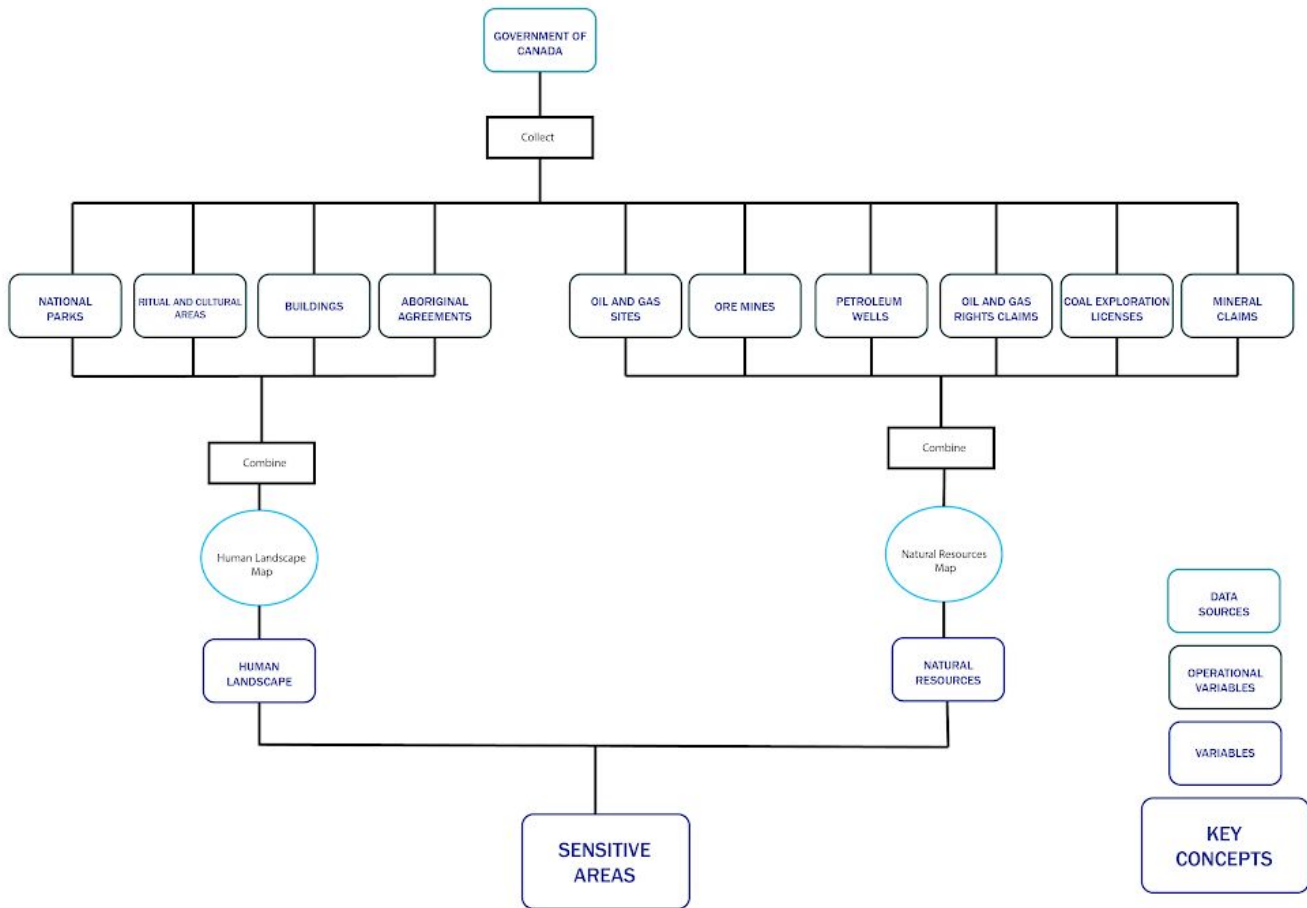 GOVERNMENT OF
CANADA
Collect
NATIONAL
PARKS
RITUAL AND CULTURAL
AREAS
BUILDINGS
ABORIGINAL
AGREEMENTS
OIL AND GAS
SITES
ORE MINES
PETROLEUM
WELLS
OIL AND GAS
RIGHTS CLAIMS
COAL EXPLORATION
LICENSES
MINERAL
CLAIMS
Combine
Combine
Human Landscape
Map
Natural Resources
Map
HUMAN
LANDSCAPE
NATURAL
RESOURCES
SENSITIVE
AREAS
DATA
SOURCES
OPERATIONAL
VARIABLES
VARIABLES
KEY
CONCEPTS